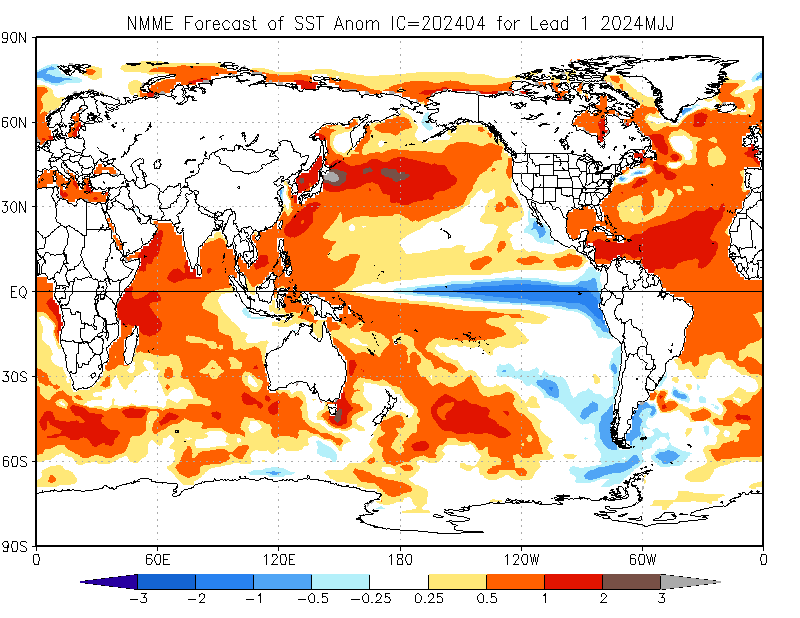 NMME Forecast of SST Anom IC=202404 for Lead 1 2024MJJ
90N
60N
30N
EQ
30S
60S
90S
0 60E 120E 180 120W 60W 0
-3 -2 -1 -0.5 -0.25 0.25 0.5 1 2 3